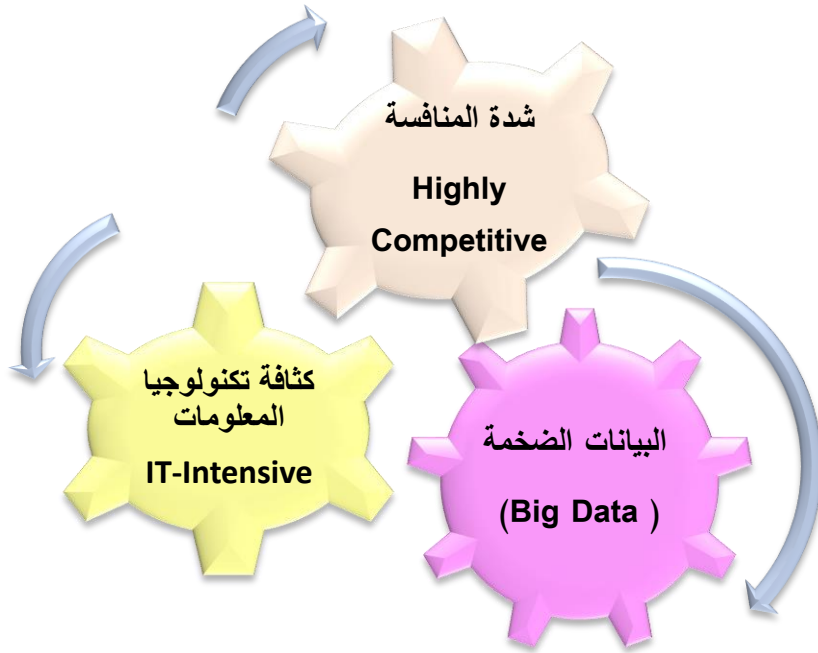 شدة المنافسة
Highly
Competitive
كثافة تكنولوجيا
المعلومات
IT-Intensive
البيانات الضخمة
(Big Data )